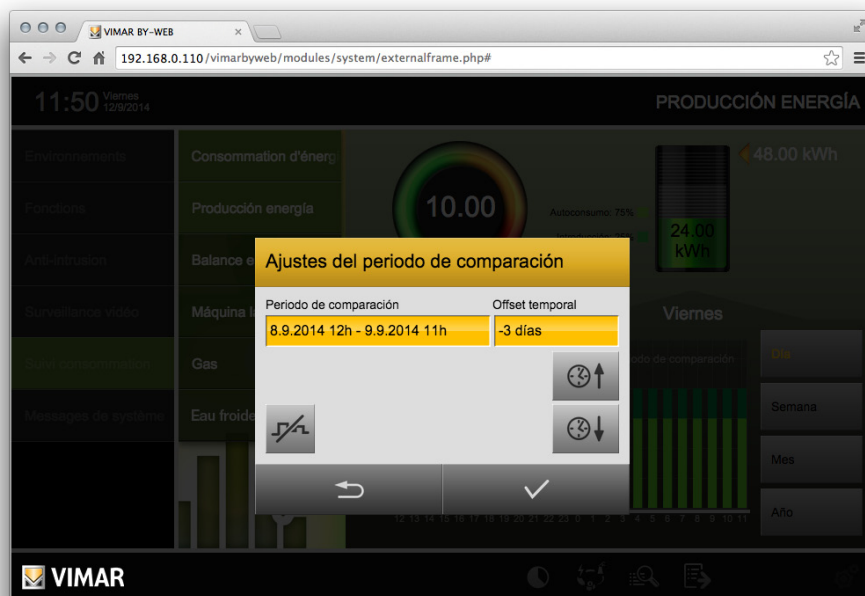 VIMAR BY-WEB
192.168.0.110/vimarbyweb/modules/system/externalframe.php#
11:50 Viernes
12/9/2014
PRODUCCIÓN ENERGÍA
Environnements
Fonctions
Anti-intrusion
Surveillance vidéo
Suivi consommation
Messages de système
Consommation d'énerg
Producción energía
Balance e
Máquina l
Gas
Eau froide
10.00
Autoconsumo: 75%
48.00 kWh
24.00
kWh
Viernes
Ajustes del periodo de comparación
Periodo de comparación
Offset temporal
8.9.2014 12h - 9.9.2014 11h
-3 días
odo de comparación
Día
Semana
Mes
Año
12 13 14 15 16 17 18 19 20 21 22 23 0 1 2 3 4 5 6 7 8 9 10 11
VIMAR